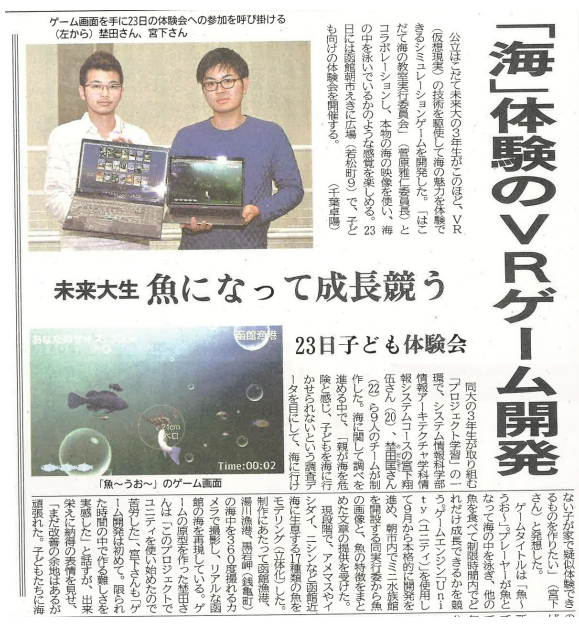 「海」体験のVRゲーム開発
未来大生 魚になって成長競う
23日子ども体験会
ゲーム画面を手に23日の体験会への参加を呼び掛ける
(左から)埜田さん、宮下さん
公立はこだて未来大の3年生がこのほど、VR
(仮想現実)の技術を駆使して海の魅力を体験で
きるシミュレーションゲームを開発した。「はこ
だて海の教室実行委員会」(菅原雅仁委員長)と
コラボレーションし、本物の海の映像を使い、海
の中を泳いでいるかのような感覚を楽しめる。23
日には函館朝市えきに広場(若松町9)で、子ど
も向けの体験会を開催する。 (千葉卓陽)
あなたのサイズ
函館漁港
21cm
ペロ
Time:00:02
「魚〜うお〜」のゲーム画面
同大の3年生が取り組む
「プロジェクト学習」の一
環で、システム情報科学部
情報アーキテクチャ学科情
報システムコースの宮下翔
伍さん(20)、埜田匡さん
(22)ら9人のチームが制
作した。海に関して調べを
進める中で、「親が海を危
険と感じ、子どもを海に行
かせられないという調査デ
ータを目にして、海に行け
ない子が家で疑似体験でき
るものを作りたい」(宮下
さん)と発想した。
ゲームタイトルは「魚〜
うお〜」。プレーヤーが魚と
なって海の中を泳ぎ、他の
魚を食べて制限時間内でど
れだけ成長できるかを競
う。ゲームエンジン「Uni
ty(ユニティ)」を使用し
て9月から本格的に開発を
進め、朝市内でミニ水族館
を開設する同実行委から魚
の画像と、魚の特徴をまと
めた文章の提供を受けた。
現段階で、アメマスやイ
シダイ、ニシンなど函館近
海に生息する11種類の魚を
モデリング(立体化)した。
制作にあたって函館漁港、
湯川漁港、墨岩岬(銭亀町)
の海中を360度撮れるカ
メラで撮影し、リアルな函
館の海を再現している。ゲ
ームの原型を作った埜田さ
んは「このプロジェクトで
ユニティを使い始めたので
苦労した」、宮下さんも「ゲ
ーム開発は初めて。限られ
た時間の中で作る難しさを
実感した」と話すが、出来
栄えに納得の表情を見せ、
「まだ改善の余地はあるが
頑張れた。子どもたちに海